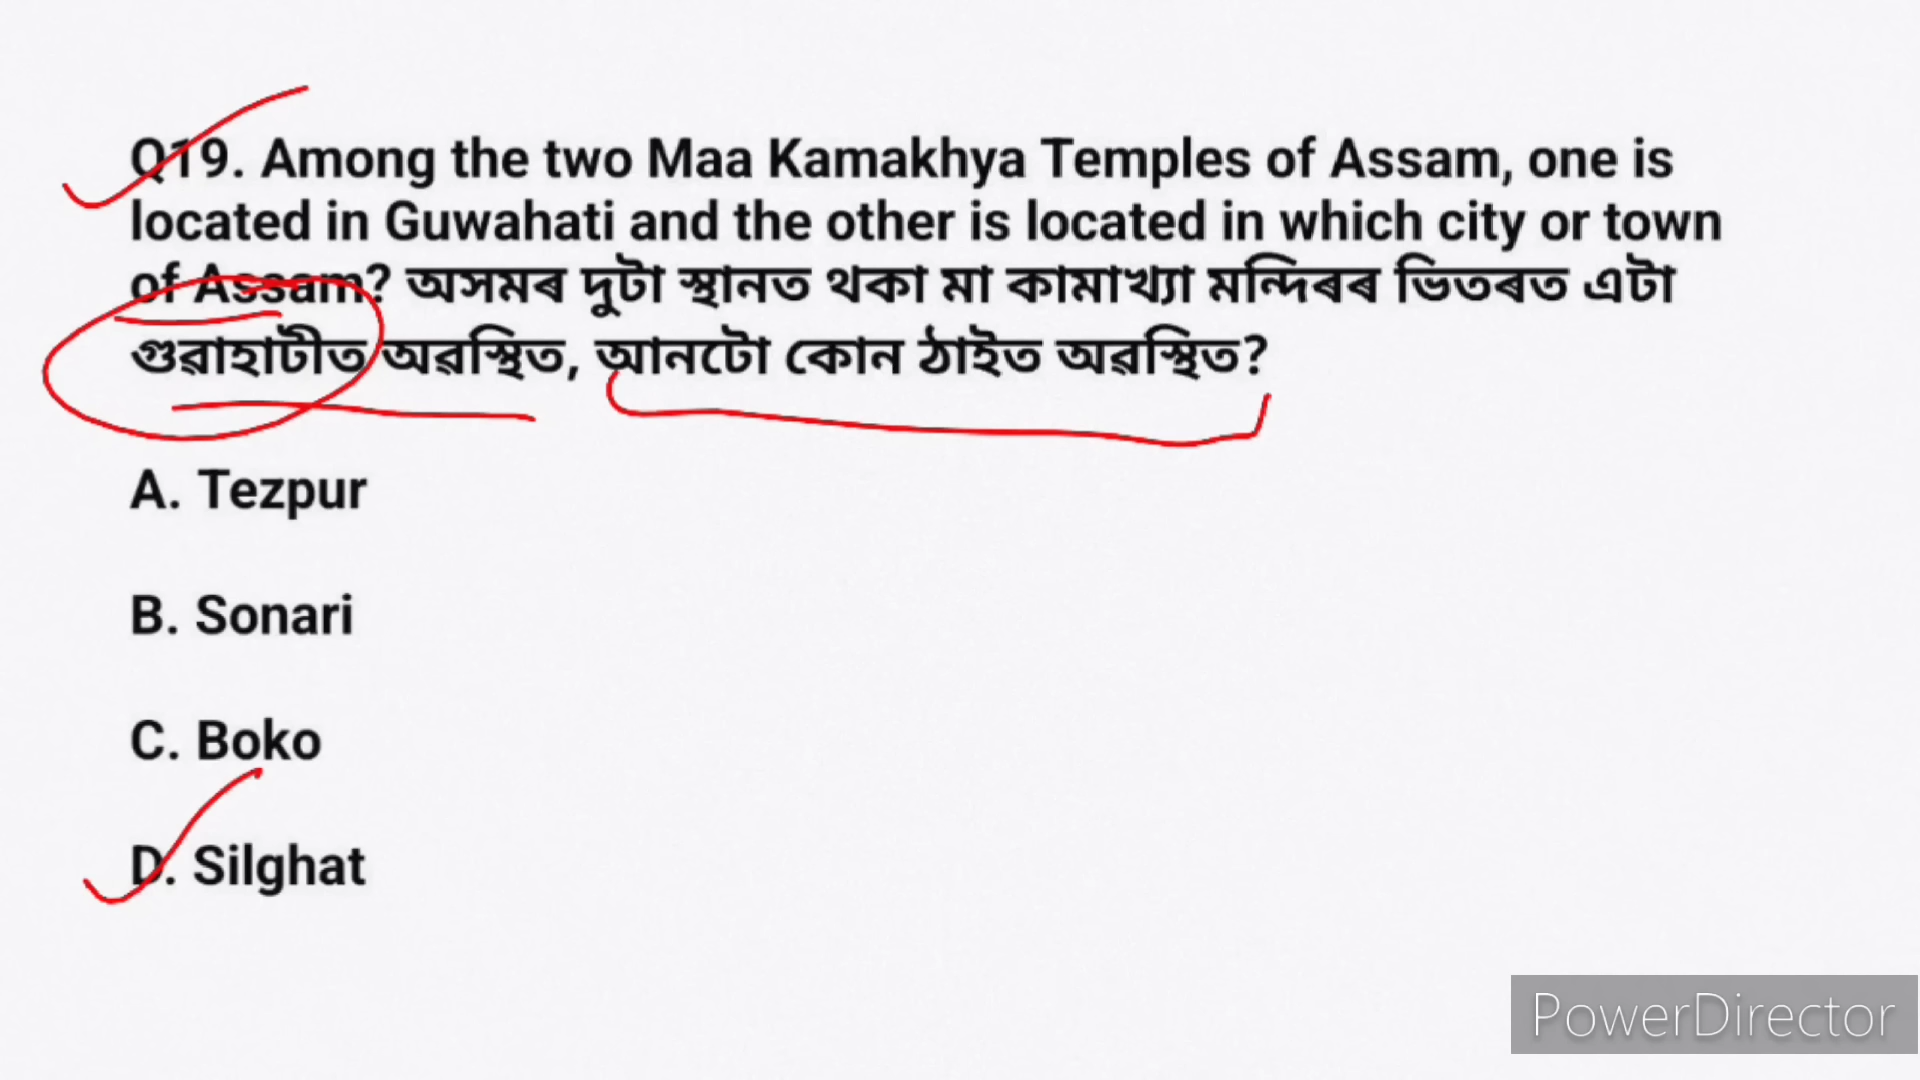 Q19. Among the two Maa Kamakhya Temples of Assam, one is
located in Guwahati and the other is located in which city or town
of Assam? অসমৰ দুটা স্থানত থকা মা কামাখ্যা মন্দিৰৰ ভিতৰত এটা
গুৱাহাটীত অৱস্থিত, আনটো কোন ঠাইত অৱস্থিত?
A. Tezpur
B. Sonari
C. Boko
D. Silghat
PowerDirector